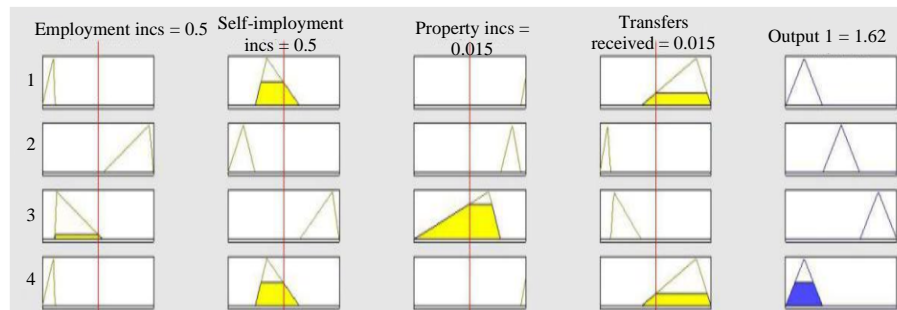 Employment incs = 0.5
Self-imployment
incs = 0.5
Property incs =
0.015
Transfers
received = 0.015
Output 1 = 1.62
1
2
3
4